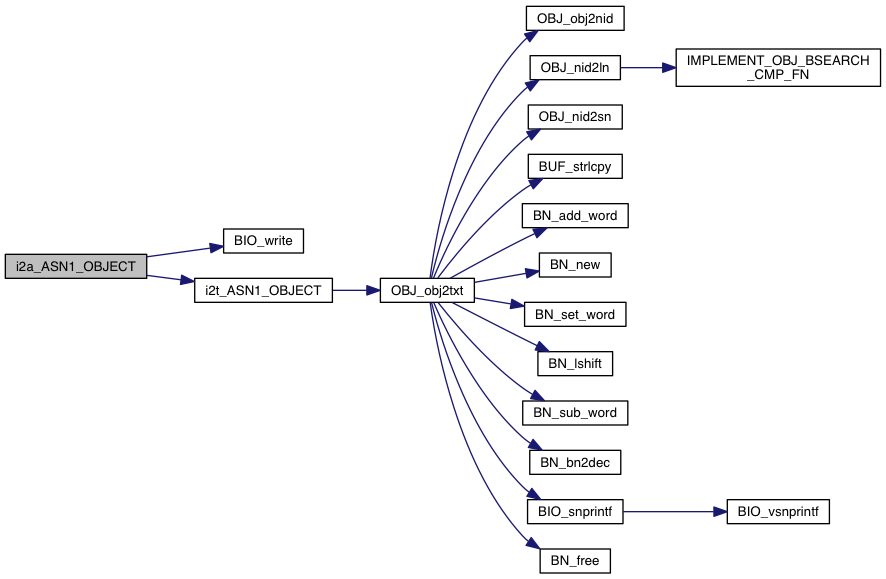 OBJ_obj2nid
OBJ_nid2ln
IMPLEMENT_OBJ_BSEARCH
_CMP_FN
OBJ_nid2sn
BUF_strlcpy
BN_add_word
BIO_write
i2a_ASN1_OBJECT
BN_new
i2t_ASN1_OBJECT
OBJ_obj2txt
BN_set_word
BN_lshift
BN_sub_word
BN_bn2dec
BIO_snprintf
BIO_vsnprintf
BN_free